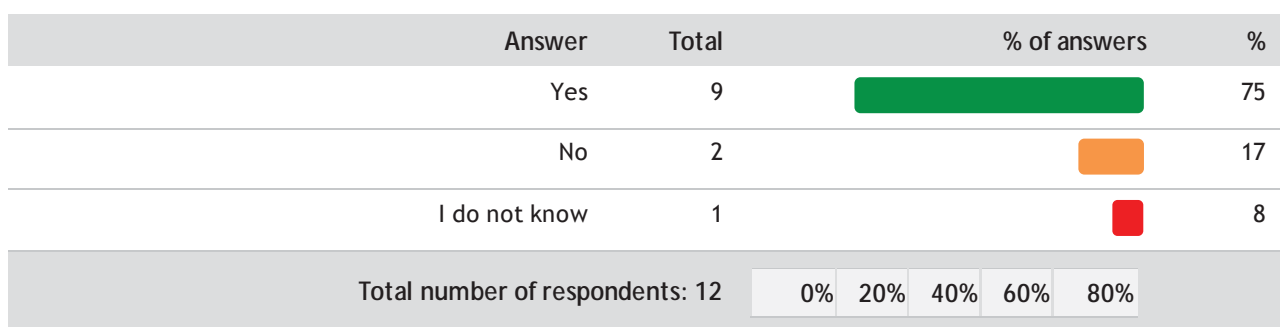 Answer Total % of answers %
Yes 9 75
No 2 17
I do not know 1 8
Total number of respondents: 12 0% 20% 40% 60% 80%